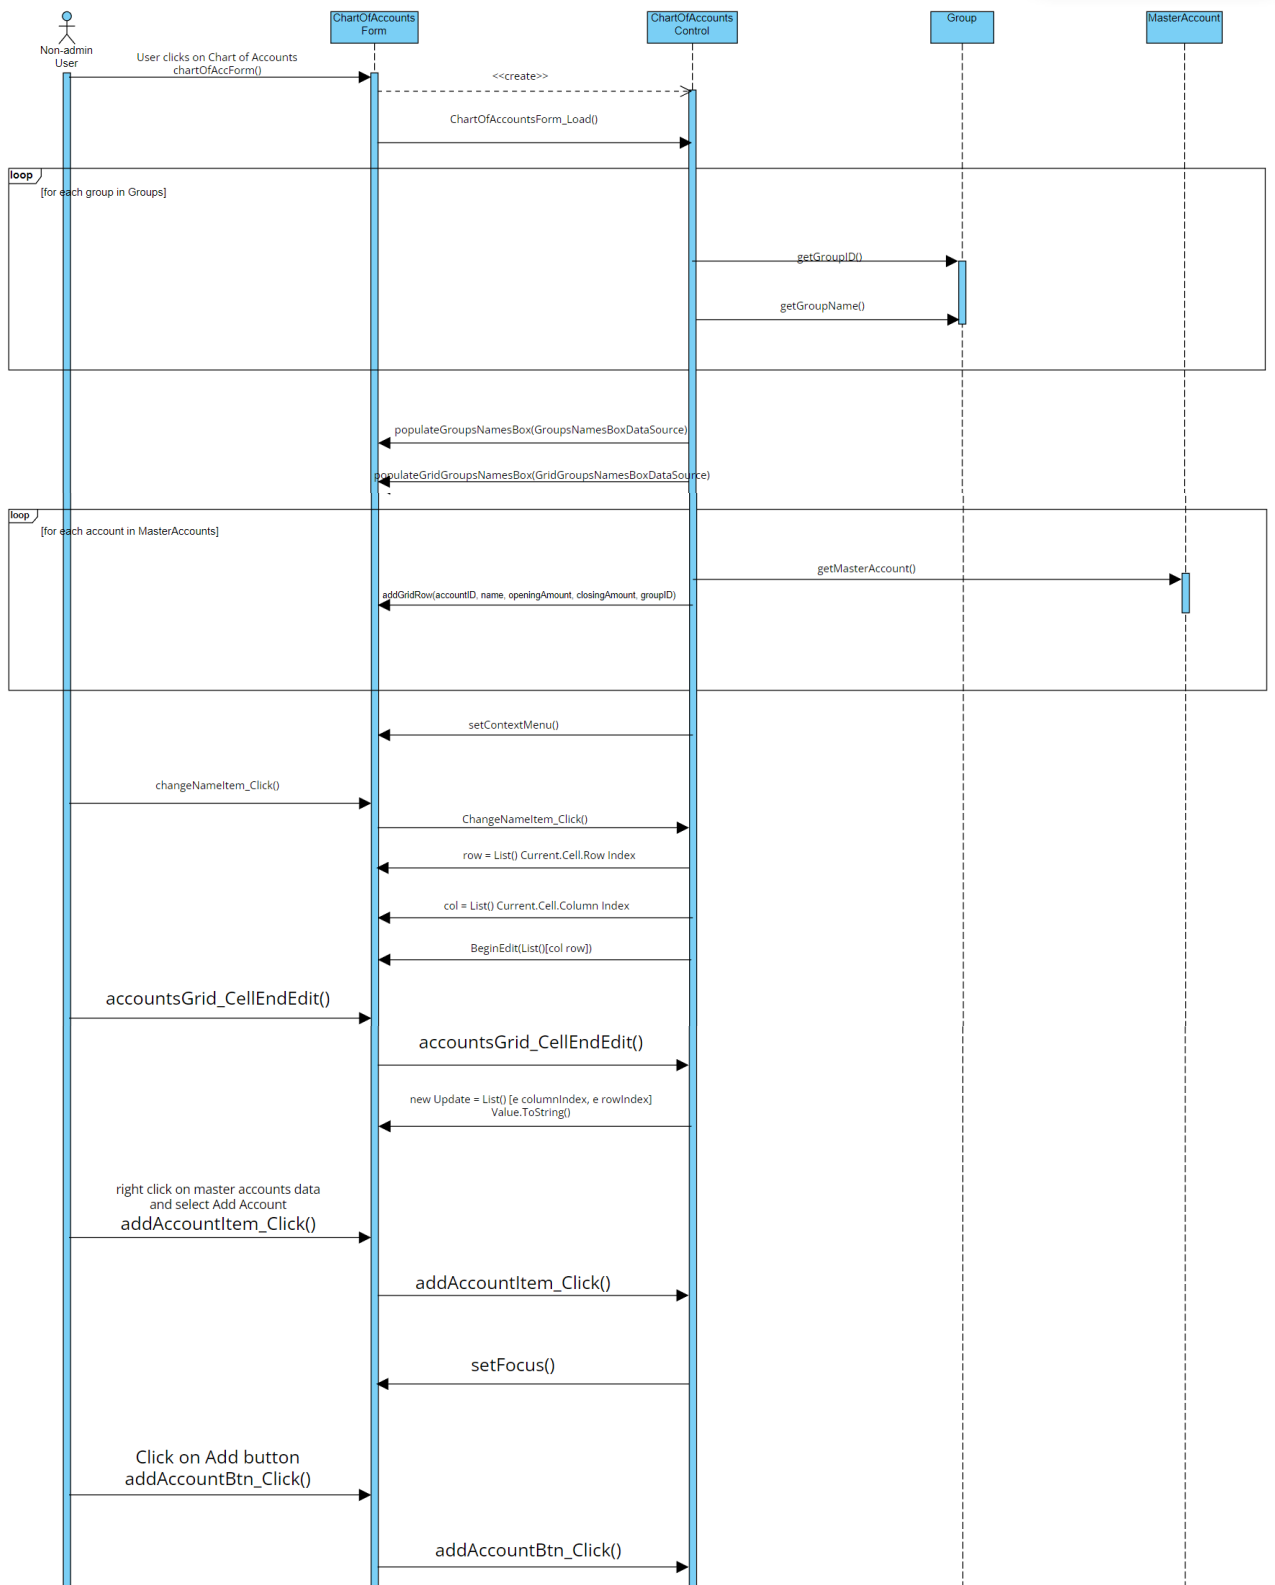 Non-admin
User
ChartOfAccounts
Form
ChartOfAccounts
Control
Group
MasterAccount
User clicks on Chart of Accounts
chartOfAccForm()
<<create>>
ChartOfAccountsForm_Load()
loop
[for each group in Groups]
getGroupID()
getGroupName()
populateGroupsNamesBox(GroupsNamesBoxDataSource)
populateGridGroupsNamesBox(GridGroupsNamesBoxDataSource)
loop
[for each account in MasterAccounts]
getMasterAccount()
addGridRow(accountID, name, openingAmount, closingAmount, groupID)
setContextMenu()
changeNameItem_Click()
ChangeNameItem_Click()
row = List() Current.Cell.Row Index
col = List() Current.Cell.Column Index
BeginEdit(List()[col row])
accountsGrid_CellEndEdit()
accountsGrid_CellEndEdit()
new Update = List() [e columnIndex, e rowIndex]
Value.ToString()
right click on master accounts data
and select Add Account
addAccountItem_Click()
addAccountItem_Click()
setFocus()
Click on Add button
addAccountBtn_Click()
addAccountBtn_Click()